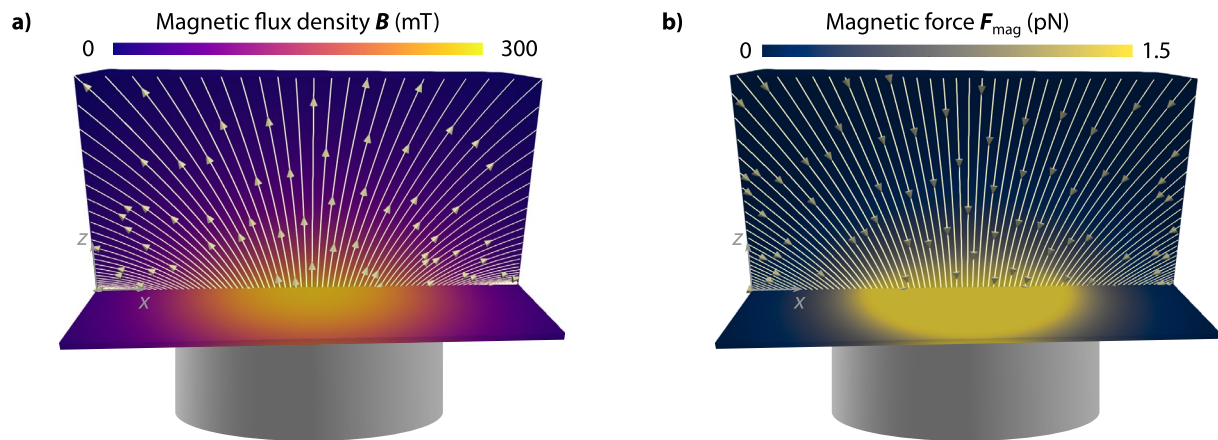 a) Magnetic flux density B (mT)
0 300
z
x
b) Magnetic force Fmag (pN)
0 1.5
z
x